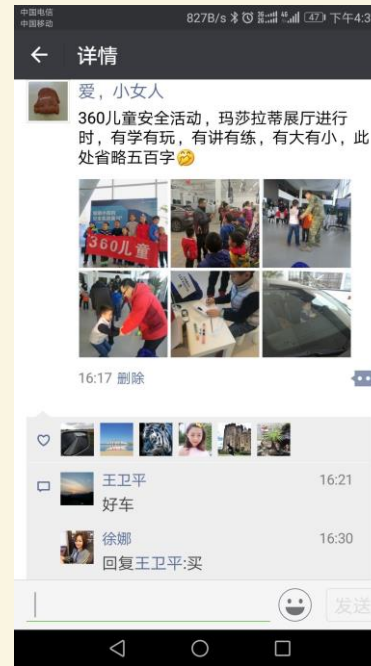 中国电信
中国移动
827B/s
47
下午4:3
详情
爱，小女人
360儿童安全活动，玛莎拉蒂展厅进行
时，有学有玩，有讲有练，有大有小，此
处省略五百字
360儿童
16:17 删除
王卫平 16:21
好车
徐娜 16:30
回复王卫平:买
发送